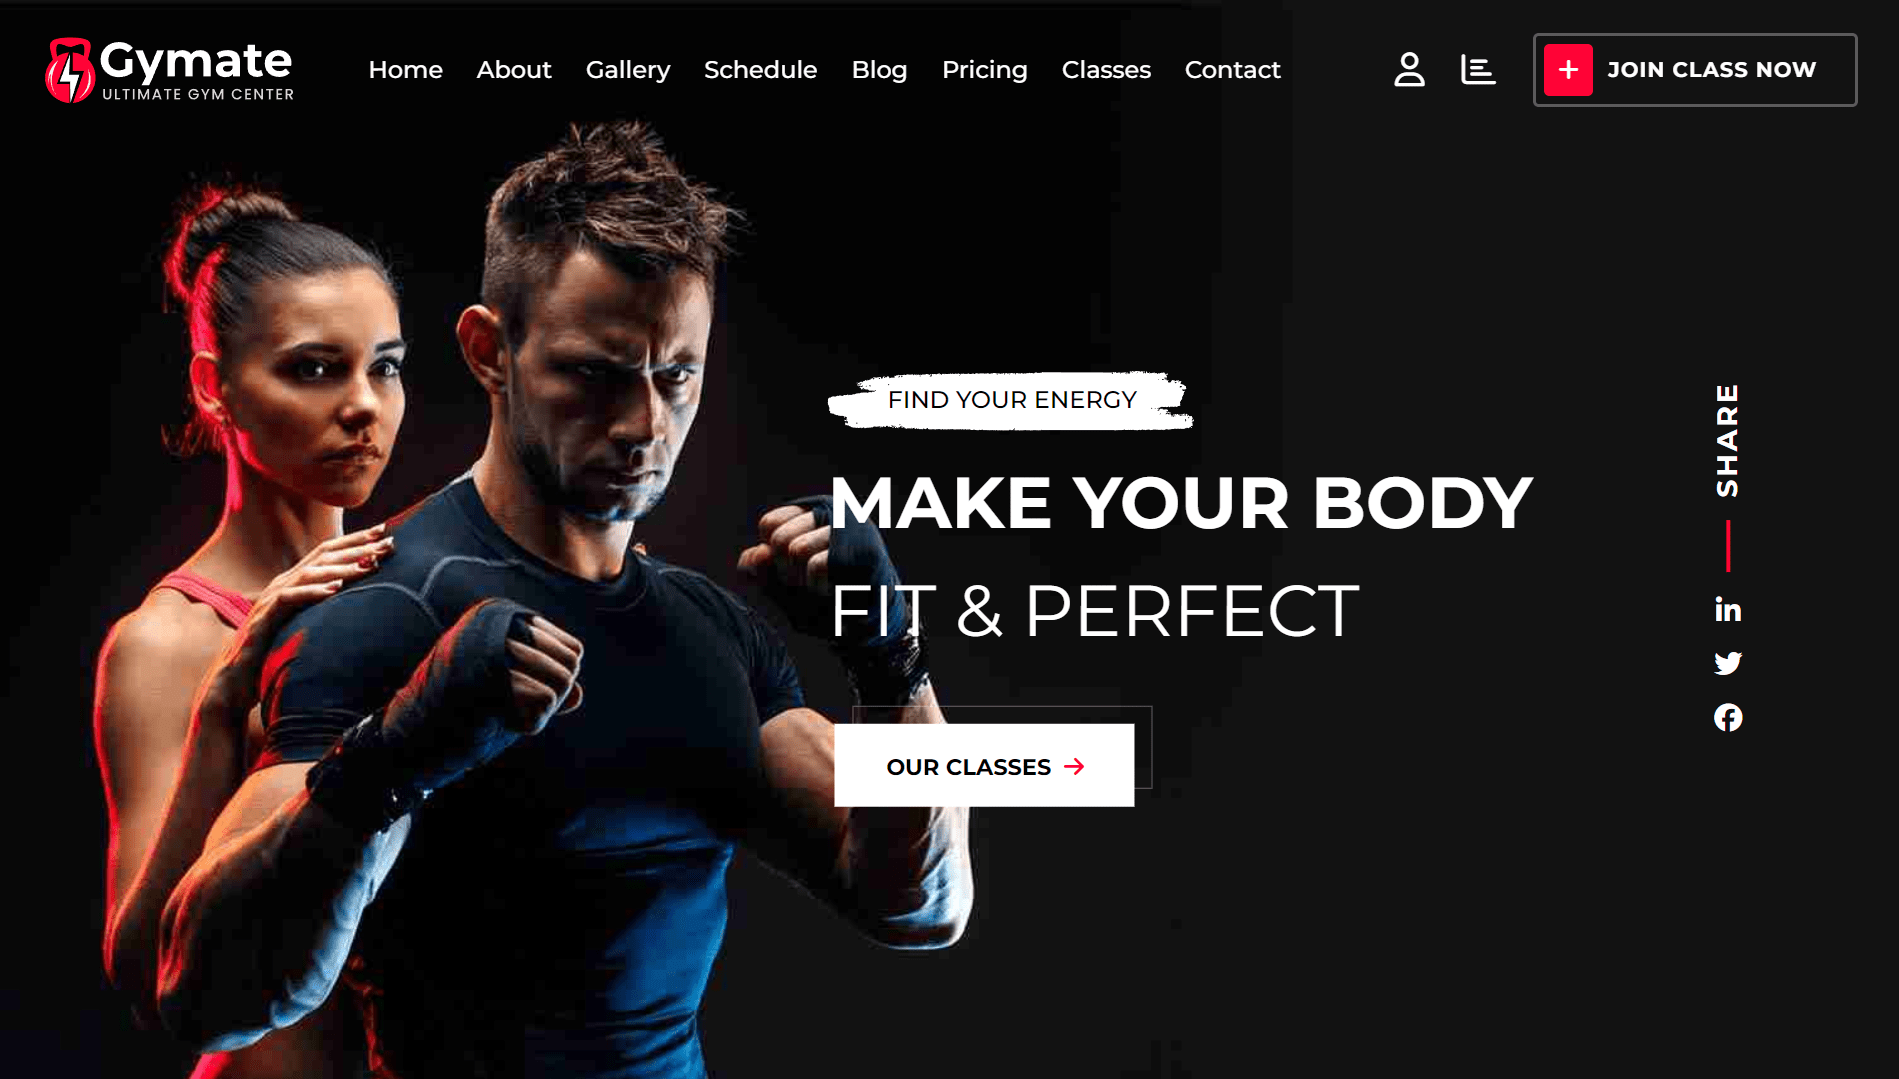 Gymate
ULTIMATE GYM CENTER
Home About Gallery Schedule Blog Pricing Classes Contact
JOIN CLASS NOW
FIND YOUR ENERGY
MAKE YOUR BODY
FIT & PERFECT
OUR CLASSES
SHARE